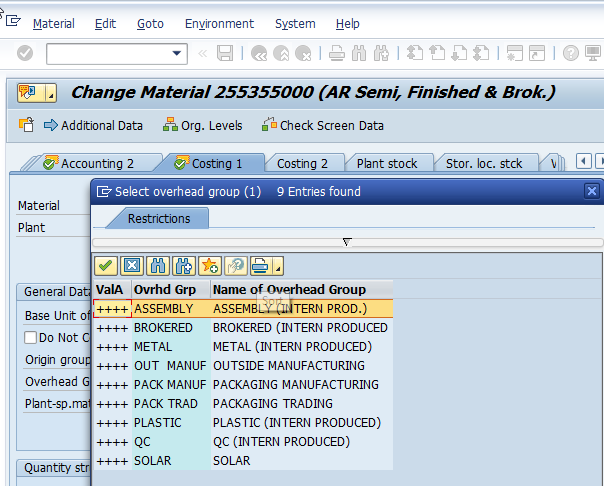 Material Edit Goto Environment System Help
Change Material 255355000 (AR Semi, Finished & Brok.)
Additional Data Org. Levels Check Screen Data
Accounting 2 Costing 1 Costing 2 Plant stock Stor. loc. stck
Material
Plant
General Data
Base Unit of
Do Not C
Origin group
Overhead G
Plant-sp.mat
Quantity str
Select overhead group (1) 9 Entries found
Restrictions
ValA Ovrhd Grp Name of Overhead Group
++++ ASSEMBLY ASSEMBLY (INTERN PROD.)
Sort
++++ BROKERED BROKERED (INTERN PRODUCED
++++ METAL METAL (INTERN PRODUCED)
++++ OUT MANUF OUTSIDE MANUFACTURING
++++ PACK MANUF PACKAGING MANUFACTURING
++++ PACK TRAD PACKAGING TRADING
++++ PLASTIC PLASTIC (INTERN PRODUCED)
++++ QC QC (INTERN PRODUCED)
++++ SOLAR SOLAR